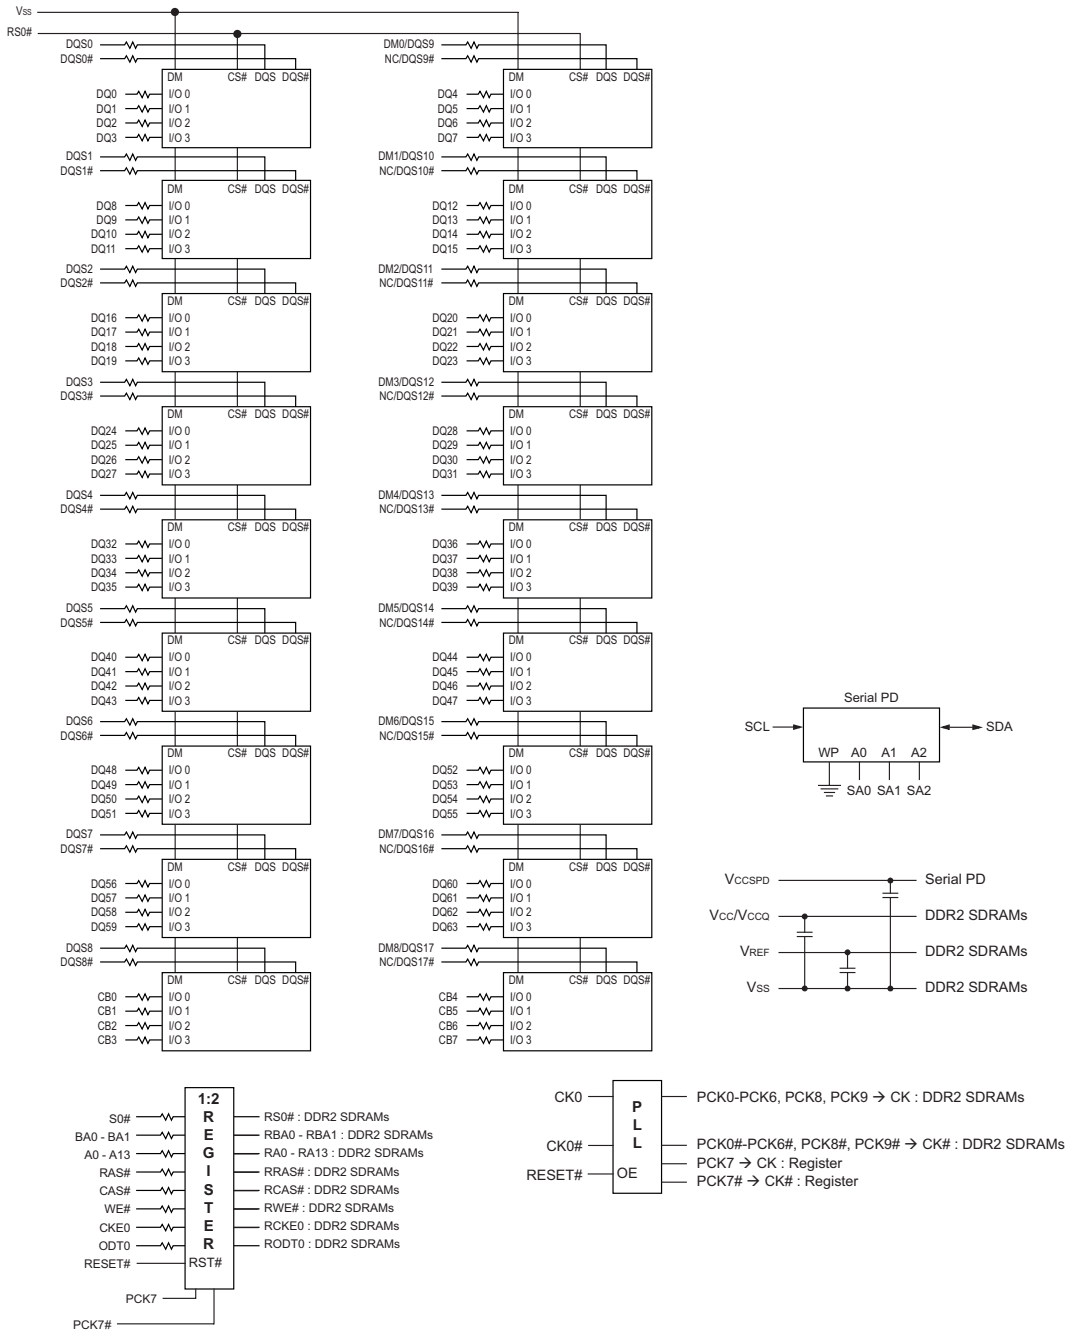 Vss
RS0#
DQS0
DQS0#
DM CS# DQS DQS#
DQ0 I/O 0
DQ1 I/O 1
DQ2 I/O 2
DQ3 I/O 3
DQS1
DQS1#
DM CS# DQS DQS#
DQ8 I/O 0
DQ9 I/O 1
DQ10 I/O 2
DQ11 I/O 3
DQS2
DQS2#
DM CS# DQS DQS#
DQ16 I/O 0
DQ17 I/O 1
DQ18 I/O 2
DQ19 I/O 3
DQS3
DQS3#
DM CS# DQS DQS#
DQ24 I/O 0
DQ25 I/O 1
DQ26 I/O 2
DQ27 I/O 3
DQS4
DQS4#
DM CS# DQS DQS#
DQ32 I/O 0
DQ33 I/O 1
DQ34 I/O 2
DQ35 I/O 3
DQS5
DQS5#
DM CS# DQS DQS#
DQ40 I/O 0
DQ41 I/O 1
DQ42 I/O 2
DQ43 I/O 3
DQS6
DQS6#
DM CS# DQS DQS#
DQ48 I/O 0
DQ49 I/O 1
DQ50 I/O 2
DQ51 I/O 3
DQS7
DQS7#
DM CS# DQS DQS#
DQ56 I/O 0
DQ57 I/O 1
DQ58 I/O 2
DQ59 I/O 3
DQS8
DQS8#
DM CS# DQS DQS#
CB0 I/O 0
CB1 I/O 1
CB2 I/O 2
CB3 I/O 3
DM0/DQS9
NC/DQS9#
DM CS# DQS DQS#
DQ4 I/O 0
DQ5 I/O 1
DQ6 I/O 2
DQ7 I/O 3
DM1/DQS10
NC/DQS10#
DM CS# DQS DQS#
DQ12 I/O 0
DQ13 I/O 1
DQ14 I/O 2
DQ15 I/O 3
DM2/DQS11
NC/DQS11#
DM CS# DQS DQS#
DQ20 I/O 0
DQ21 I/O 1
DQ22 I/O 2
DQ23 I/O 3
DM3/DQS12
NC/DQS12#
DM CS# DQS DQS#
DQ28 I/O 0
DQ29 I/O 1
DQ30 I/O 2
DQ31 I/O 3
DM4/DQS13
NC/DQS13#
DM CS# DQS DQS#
DQ36 I/O 0
DQ37 I/O 1
DQ38 I/O 2
DQ39 I/O 3
DM5/DQS14
NC/DQS14#
DM CS# DQS DQS#
DQ44 I/O 0
DQ45 I/O 1
DQ46 I/O 2
DQ47 I/O 3
DM6/DQS15
NC/DQS15#
DM CS# DQS DQS#
DQ52 I/O 0
DQ53 I/O 1
DQ54 I/O 2
DQ55 I/O 3
DM7/DQS16
NC/DQS16#
DM CS# DQS DQS#
DQ60 I/O 0
DQ61 I/O 1
DQ62 I/O 2
DQ63 I/O 3
DM8/DQS17
NC/DQS17#
DM CS# DQS DQS#
CB4 I/O 0
CB5 I/O 1
CB6 I/O 2
CB7 I/O 3
Serial PD
SCL SDA
WP A0 A1 A2
SA0 SA1 SA2
VCCSPD Serial PD
VCC/VCCQ DDR2 SDRAMs
VREF DDR2 SDRAMs
VSS DDR2 SDRAMs
1:2
REGISTER
S0# RS0# : DDR2 SDRAMs
BA0 - BA1 RBA0 - RBA1 : DDR2 SDRAMs
A0 - A13 RA0 - RA13 : DDR2 SDRAMs
RAS# RRAS# : DDR2 SDRAMs
CAS# RCAS# : DDR2 SDRAMs
WE# RWE# : DDR2 SDRAMs
CKE0 RCKE0 : DDR2 SDRAMs
ODT0 RODT0 : DDR2 SDRAMs
RESET# RST#
PCK7
PCK7#
PLL
CK0 PCK0-PCK6, PCK8, PCK9 → CK : DDR2 SDRAMs
CK0# PCK0#-PCK6#, PCK8#, PCK9# → CK# : DDR2 SDRAMs
PCK7 → CK : Register
RESET# OE PCK7# → CK# : Register